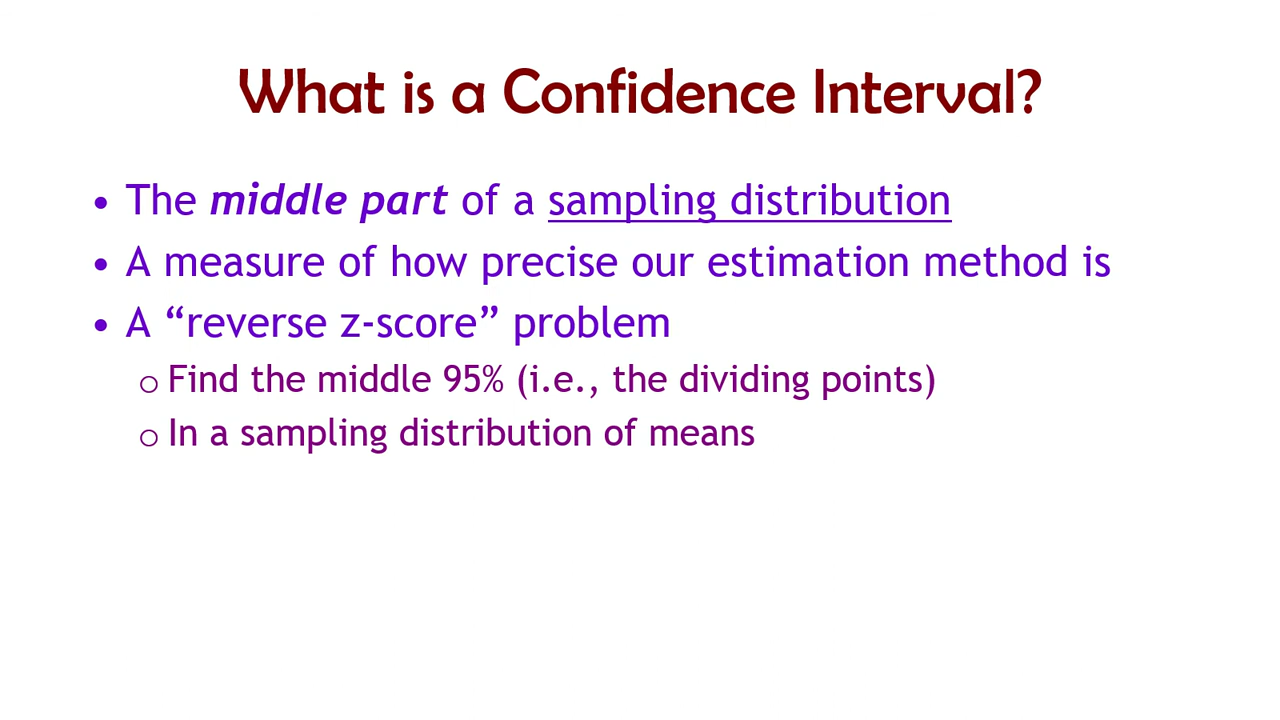 What is a Confidence Interval?
• The middle part of a sampling distribution
• A measure of how precise our estimation method is
• A “reverse z-score” problem
o Find the middle 95% (i.e., the dividing points)
o In a sampling distribution of means